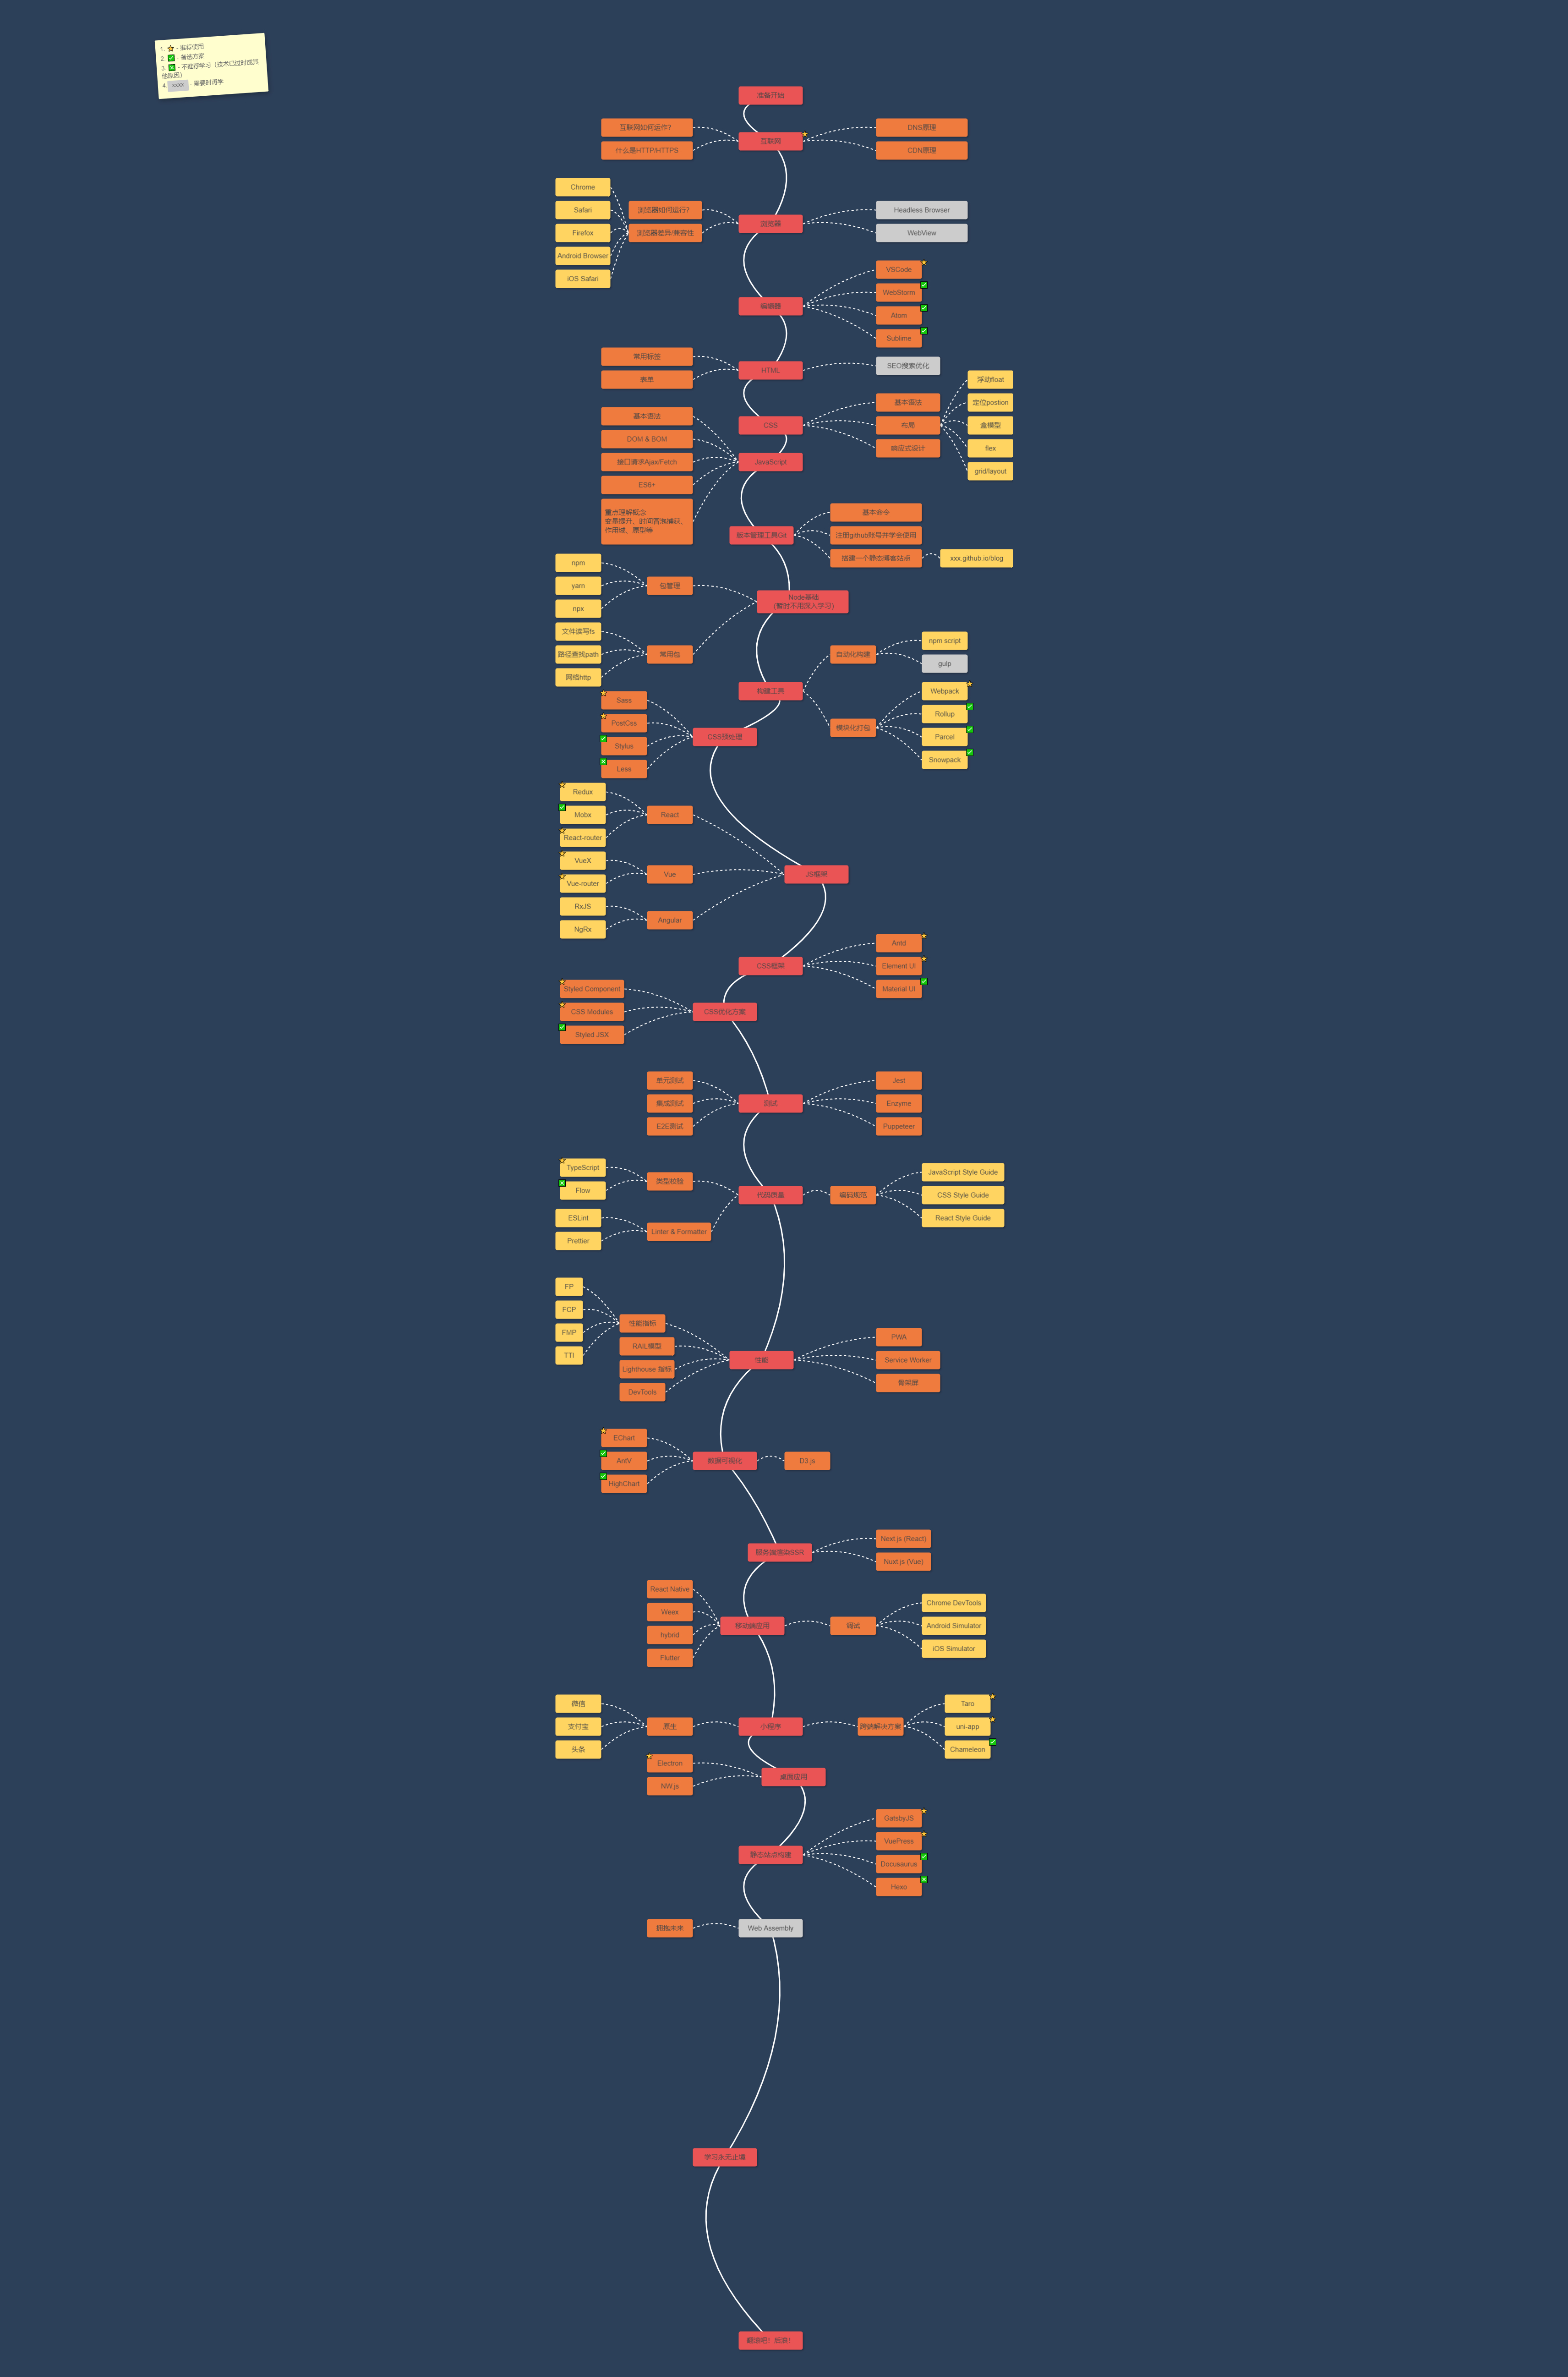 1. - 推荐使用
2. - 备选方案
3. - 不推荐学习（技术已过时或其
他原因）
4. xxxx - 需要时再学
准备开始
互联网如何运作?
什么是HTTP/HTTPS
互联网
DNS原理
CDN原理
Chrome
Safari
Firefox
Android Browser
iOS Safari
浏览器如何运行?
浏览器差异/兼容性
浏览器
Headless Browser
WebView
编辑器
VSCode
WebStorm
Atom
Sublime
常用标签
表单
HTML
SEO搜索优化
CSS
基本语法
布局
响应式设计
浮动float
定位postion
盒模型
flex
grid/layout
基本语法
DOM & BOM
接口请求Ajax/Fetch
ES6+
重点理解概念
变量提升、时间冒泡捕获、
作用域、原型等
JavaScript
版本管理工具Git
基本命令
注册github账号并学会使用
搭建一个静态博客站点
xxx.github.io/blog
npm
yarn
npx
包管理
文件读写fs
路径查找path
网络http
常用包
Node基础
(暂时不用深入学习)
构建工具
自动化构建
npm script
gulp
模块化打包
Webpack
Rollup
Parcel
Snowpack
Sass
PostCss
Stylus
Less
CSS预处理
Redux
Mobx
React-router
React
VueX
Vue-router
Vue
RxJS
NgRx
Angular
JS框架
CSS框架
Antd
Element UI
Material UI
Styled Component
CSS Modules
Styled JSX
CSS优化方案
单元测试
集成测试
E2E测试
测试
Jest
Enzyme
Puppeteer
TypeScript
Flow
类型检验
ESLint
Prettier
Linter & Formatter
代码质量
编码规范
JavaScript Style Guide
CSS Style Guide
React Style Guide
FP
FCP
FMP
TTI
性能指标
RAIL模型
Lighthouse 指标
DevTools
性能
PWA
Service Worker
骨架屏
EChart
AntV
HighChart
数据可视化
D3.js
服务端渲染SSR
Next.js (React)
Nuxt.js (Vue)
React Native
Weex
hybrid
Flutter
移动端应用
调试
Chrome DevTools
Android Simulator
iOS Simulator
微信
支付宝
头条
原生
小程序
跨端解决方案
Taro
uni-app
Chameleon
Electron
NW.js
桌面应用
静态站点构建
GatsbyJS
VuePress
Docusaurus
Hexo
拥抱未来
Web Assembly
学习永无止境
翻滚吧！后浪！